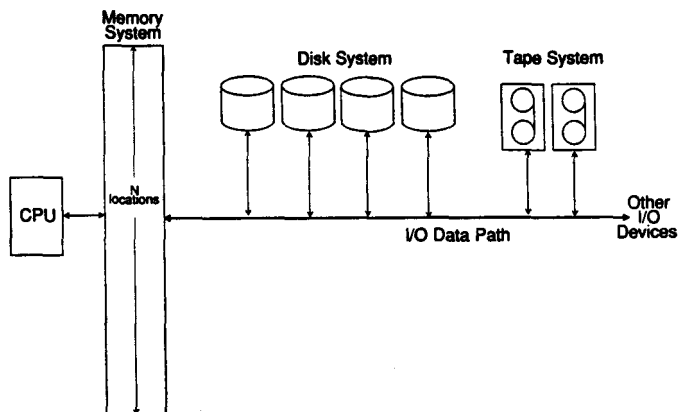 Memory
System
Disk System
Tape System
N
locations
CPU
Other
I/O
Devices
I/O Data Path